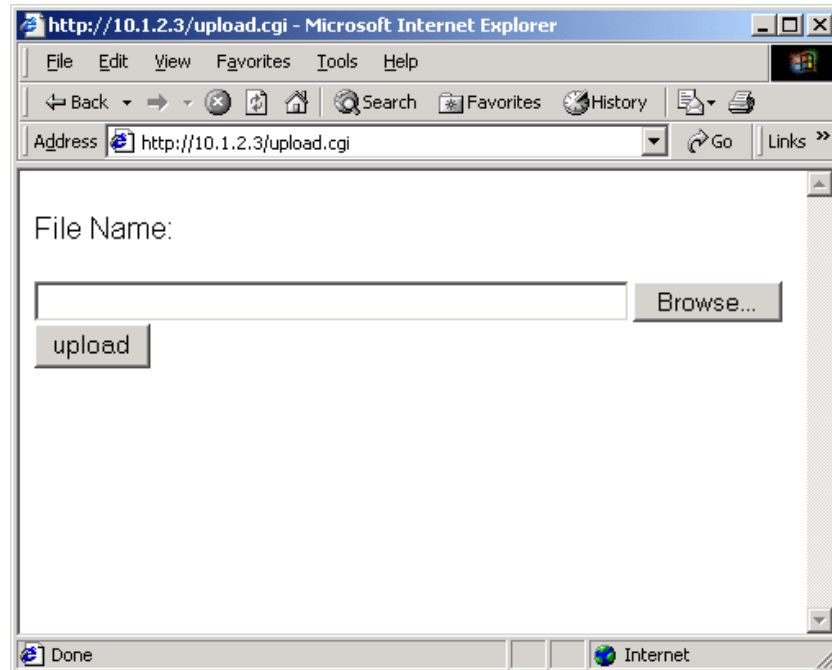 http://10.1.2.3/upload.cgi - Microsoft Internet Explorer
File Edit View Favorites Tools Help
Back Search Favorites History
Address http://10.1.2.3/upload.cgi Go Links »
File Name:
Browse...
upload
Done Internet